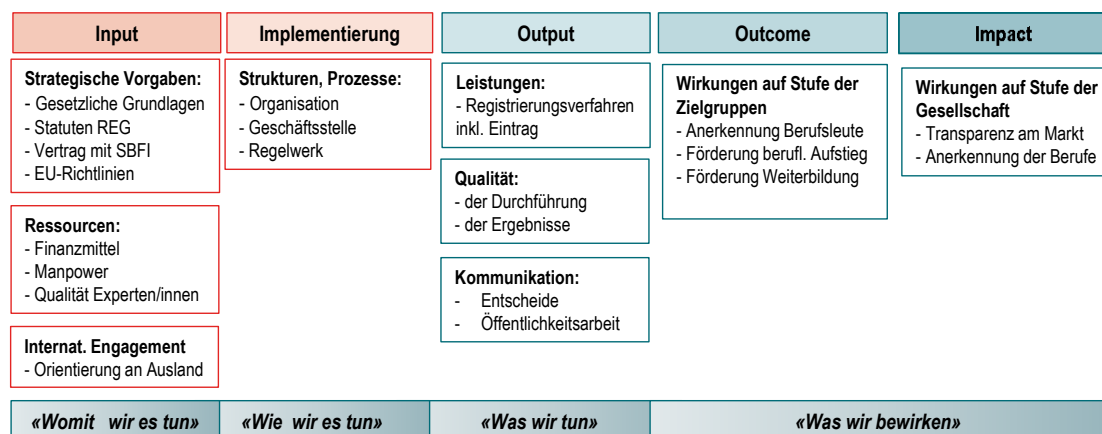 Input
Implementierung
Output
Outcome
Impact
Strategische Vorgaben:
- Gesetzliche Grundlagen
- Statuten REG
- Vertrag mit SBFI
- EU-Richtlinien
Ressourcen:
- Finanzmittel
- Manpower
- Qualität Experten/innen
Internat. Engagement
- Orientierung an Ausland
Strukturen, Prozesse:
- Organisation
- Geschäftsstelle
- Regelwerk
Leistungen:
- Registrierungsverfahren
inkl. Eintrag
Qualität:
- der Durchführung
- der Ergebnisse
Kommunikation:
- Entscheide
- Öffentlichkeitsarbeit
Wirkungen auf Stufe der
Zielgruppen
- Anerkennung Berufsleute
- Förderung berufl. Aufstieg
- Förderung Weiterbildung
Wirkungen auf Stufe der
Gesellschaft
- Transparenz am Markt
- Anerkennung der Berufe
«Womit wir es tun»
«Wie wir es tun»
«Was wir tun»
«Was wir bewirken»